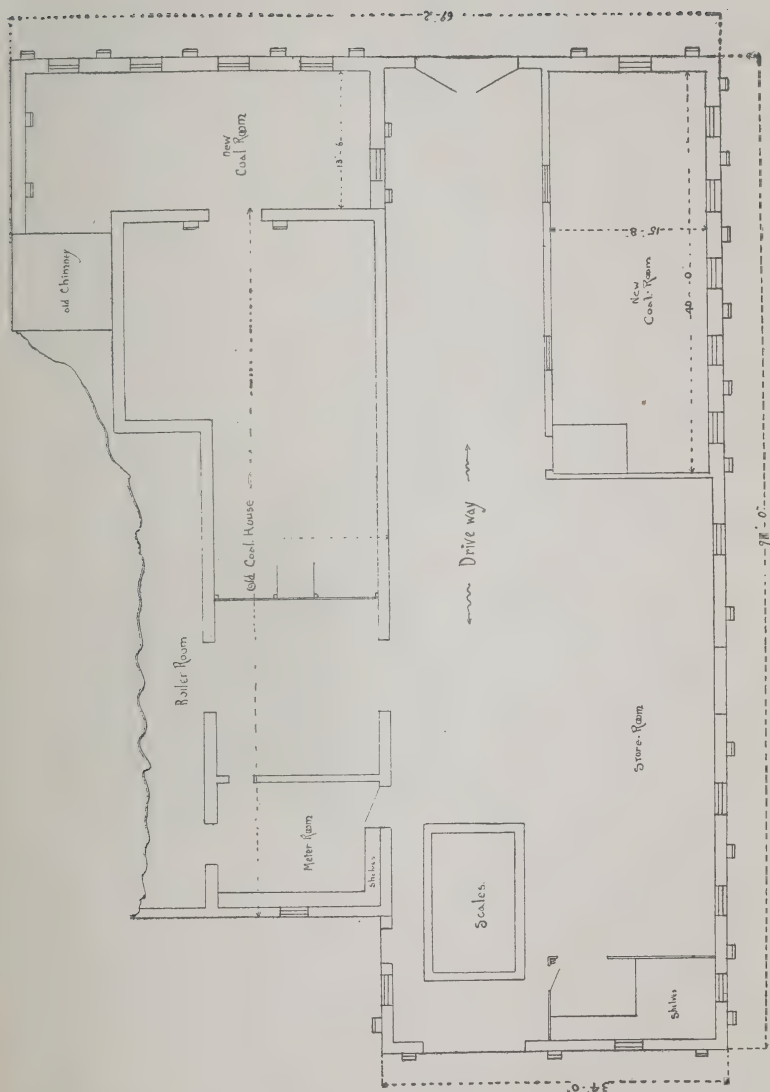 69'-2"
New
Coal Room
13'-6"
Old Chimney
15'-8"
New
Coal-Room
40'-0"
Old Coal House
Drive way
98'-0"
Boiler Room
Store-Room
Meter Room
Shelves
Scales.
Shelves
34'-0"